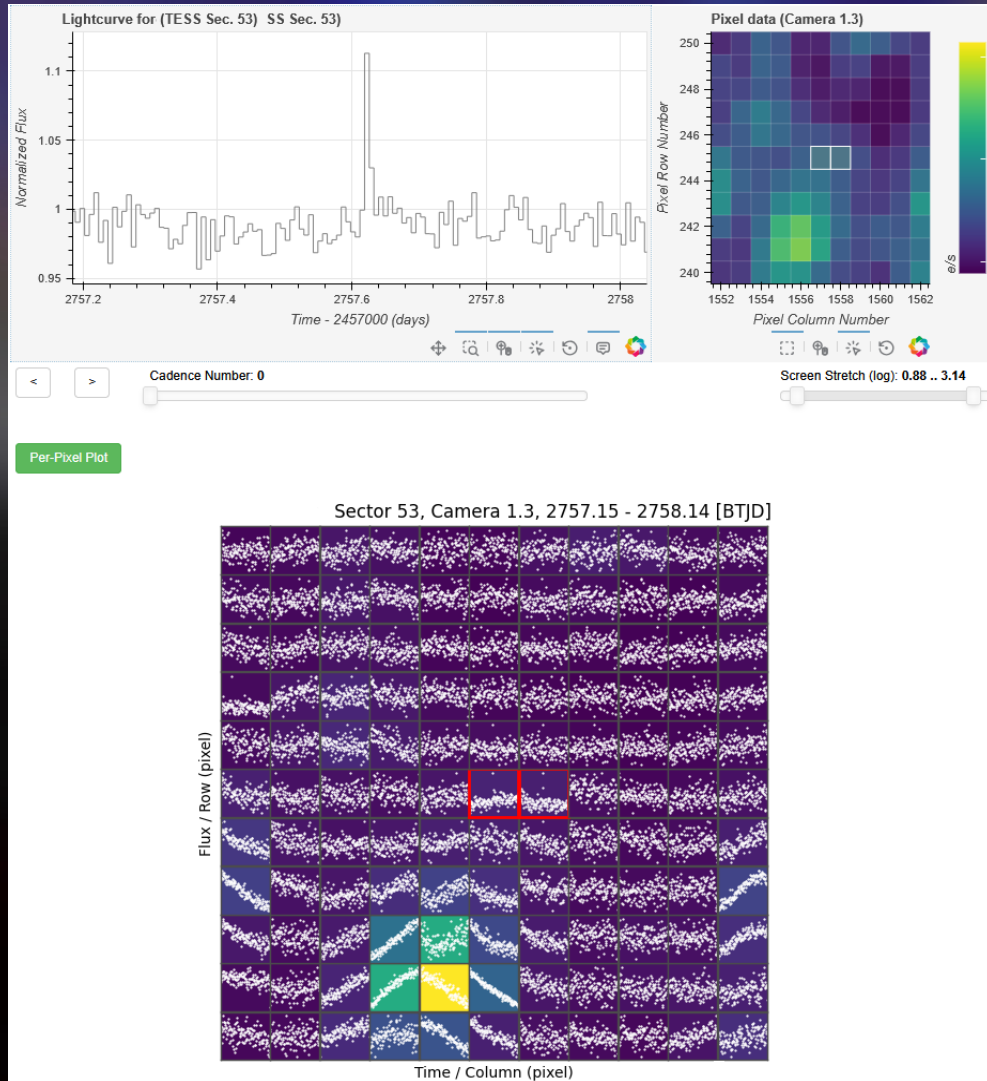 Lightcurve for (TESS Sec. 53)  SS Sec. 53)
Normalized Flux
1.1
1.05
1
0.95
2757.2
2757.4
2757.6
2757.8
2758
Time - 2457000 (days)
Pixel data (Camera 1.3)
Pixel Row Number
250
248
246
244
242
240
1552
1554
1556
1558
1560
1562
Pixel Column Number
e/s
<
>
Cadence Number: 0
Screen Stretch (log): 0.88 .. 3.14
Per-Pixel Plot
Sector 53, Camera 1.3, 2757.15 - 2758.14 [BTJD]
Flux / Row (pixel)
Time / Column (pixel)